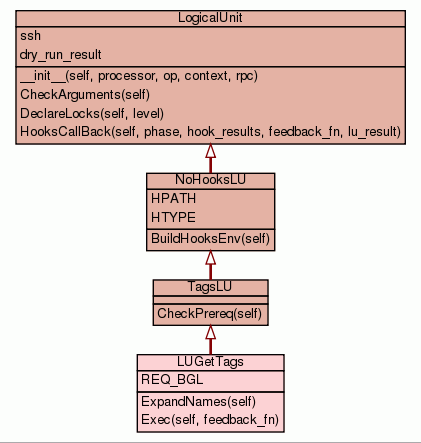 LogicalUnit
ssh
dry_run_result
__init__(self, processor, op, context, rpc)
CheckArguments(self)
DeclareLocks(self, level)
HooksCallBack(self, phase, hook_results, feedback_fn, lu_result)
NoHooksLU
HPATH
HTYPE
BuildHooksEnv(self)
TagsLU
CheckPrereq(self)
LUGetTags
REQ_BGL
ExpandNames(self)
Exec(self, feedback_fn)